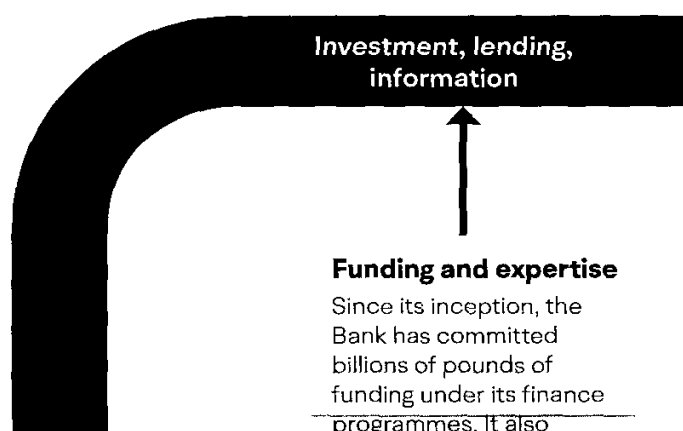 Investment, lending,
information
Funding and expertise
Since its inception, the
Bank has committed
billions of pounds of
funding under its finance
programmes. It also